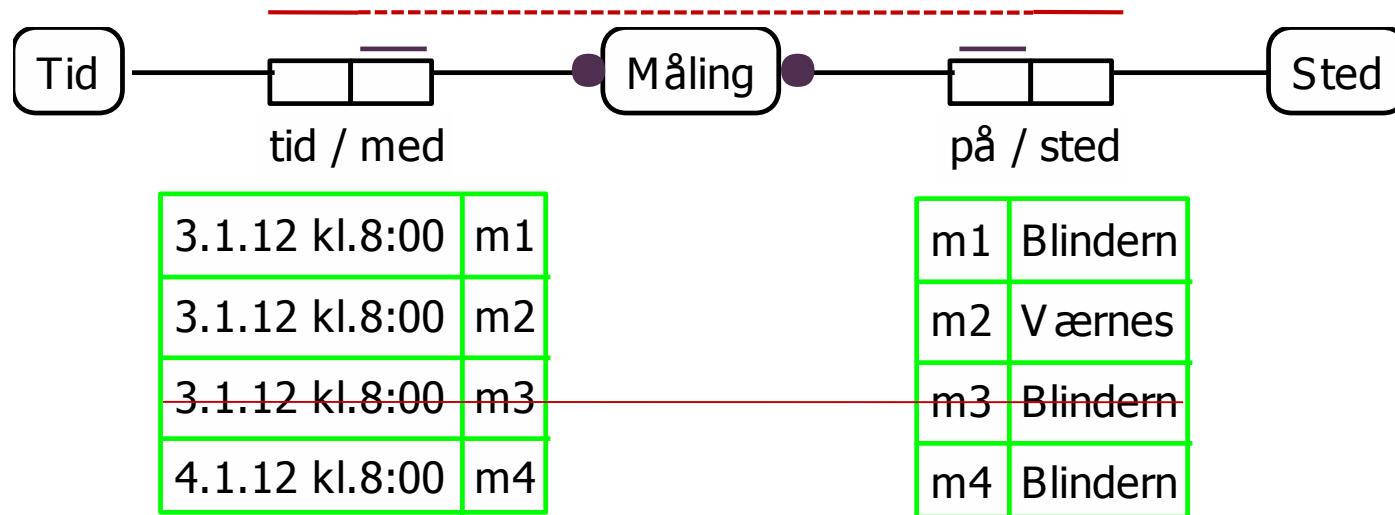 Tid Måling Sted
tid / med på / sted
3.1.12 kl.8:00 m1 m1 Blindern
3.1.12 kl.8:00 m2 m2 Værnes
3.1.12 kl.8:00 m3 m3 Blindern
4.1.12 kl.8:00 m4 m4 Blindern